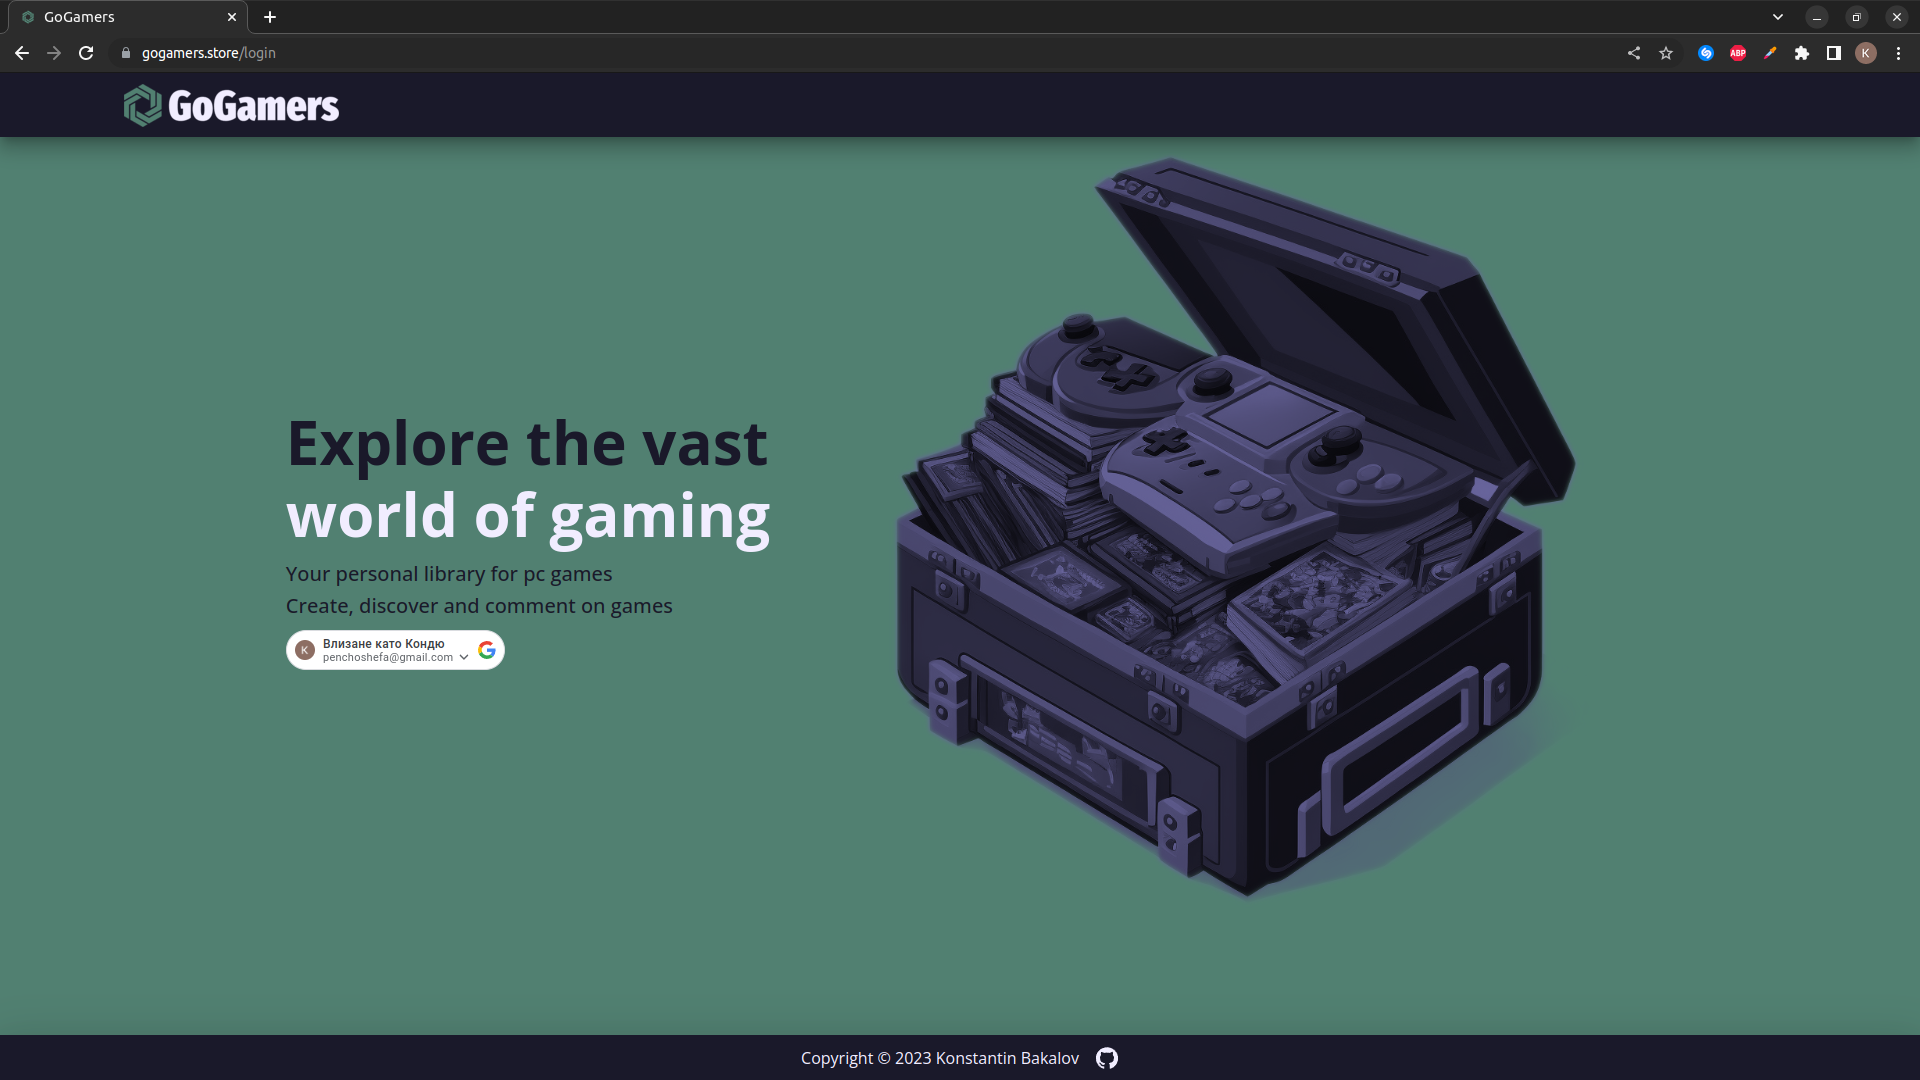 GoGamers
gogamers.store/login
ABP
K
GoGamers
Explore the vast
world of gaming
Your personal library for pc games
Create, discover and comment on games
K
Влизане като Кондю
penchoshefa@gmail.com
Copyright © 2023 Konstantin Bakalov